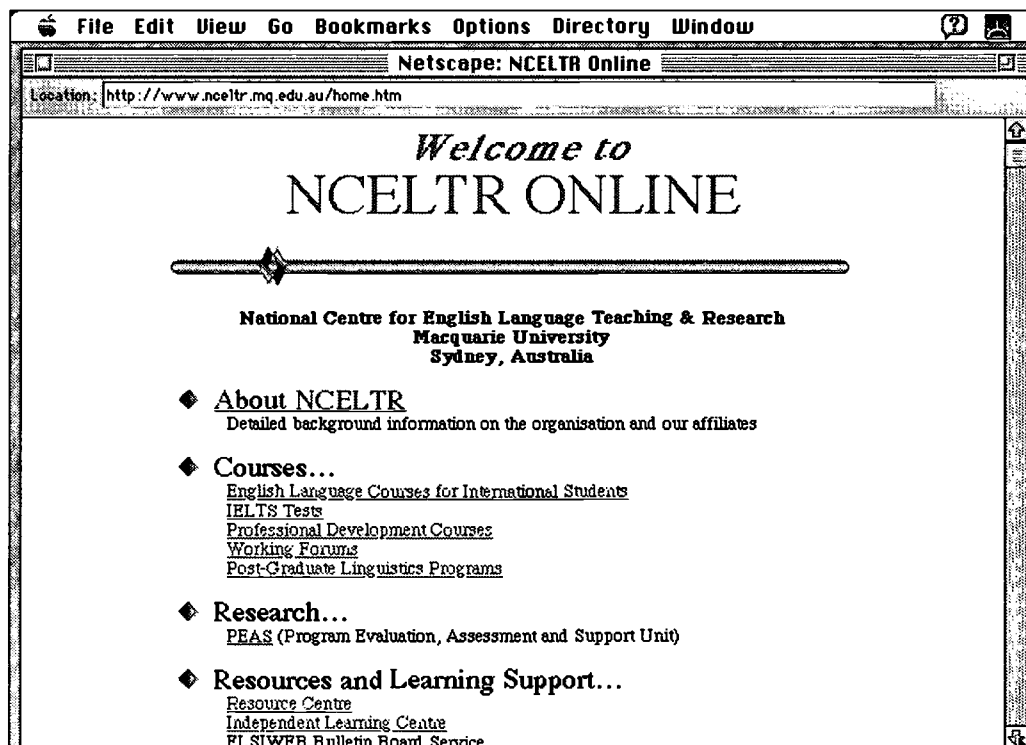 File Edit View Go Bookmarks Options Directory Window
Netscape: NCELTR Online
Location: http://www.nceltr.mq.edu.au/home.htm
Welcome to
NCELTR ONLINE
National Centre for English Language Teaching & Research
Macquarie University
Sydney, Australia
About NCELTR
Detailed background information on the organisation and our affiliates
Courses...
English Language Courses for International Students
IELTS Tests
Professional Development Courses
Working Forums
Post-Graduate Linguistics Programs
Research...
PEAS (Program Evaluation, Assessment and Support Unit)
Resources and Learning Support...
Resource Centre
Independent Learning Centre
ELSIWEB Bulletin Board Service